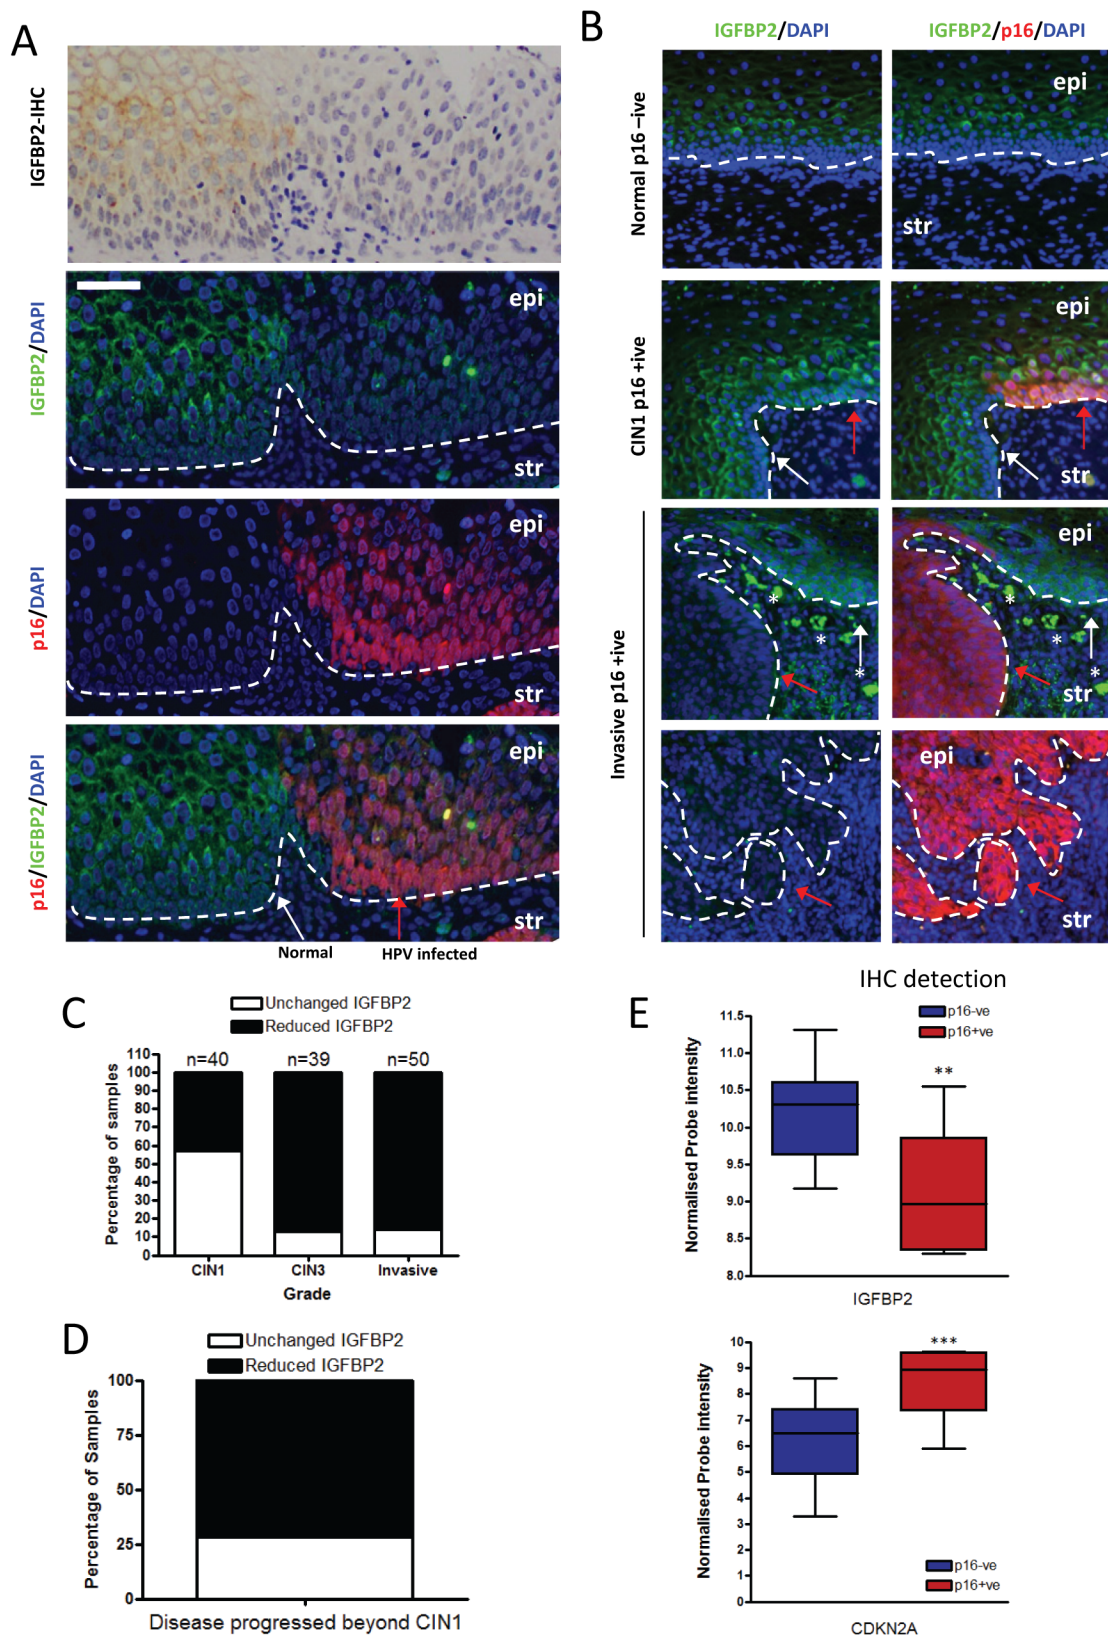 A
IGFBP2-IHC
IGFBP2/DAPI
epi
str
p16/DAPI
epi
str
p16/IGFBP2/DAPI
epi
str
Normal
HPV infected
B
IGFBP2/DAPI
IGFBP2/p16/DAPI
Normal p16 –ive
epi
str
CIN1 p16 +ive
epi
str
Invasive p16 +ive
epi
*
*
*
*
*
*
str
epi
str
C
Unchanged IGFBP2
Reduced IGFBP2
n=40
n=39
n=50
Percentage of samples
110
100
90
80
70
60
50
40
30
20
10
0
CIN1
CIN3
Invasive
Grade
D
Unchanged IGFBP2
Reduced IGFBP2
Percentage of Samples
100
75
50
25
0
Disease progressed beyond CIN1
IHC detection
E
p16-ve
p16+ve
**
Normalised Probe intensity
11.5
11.0
10.5
10.0
9.5
9.0
8.5
8.0
IGFBP2
***
Normalised Probe intensity
10
9
8
7
6
5
4
3
2
1
0
p16-ve
p16+ve
CDKN2A